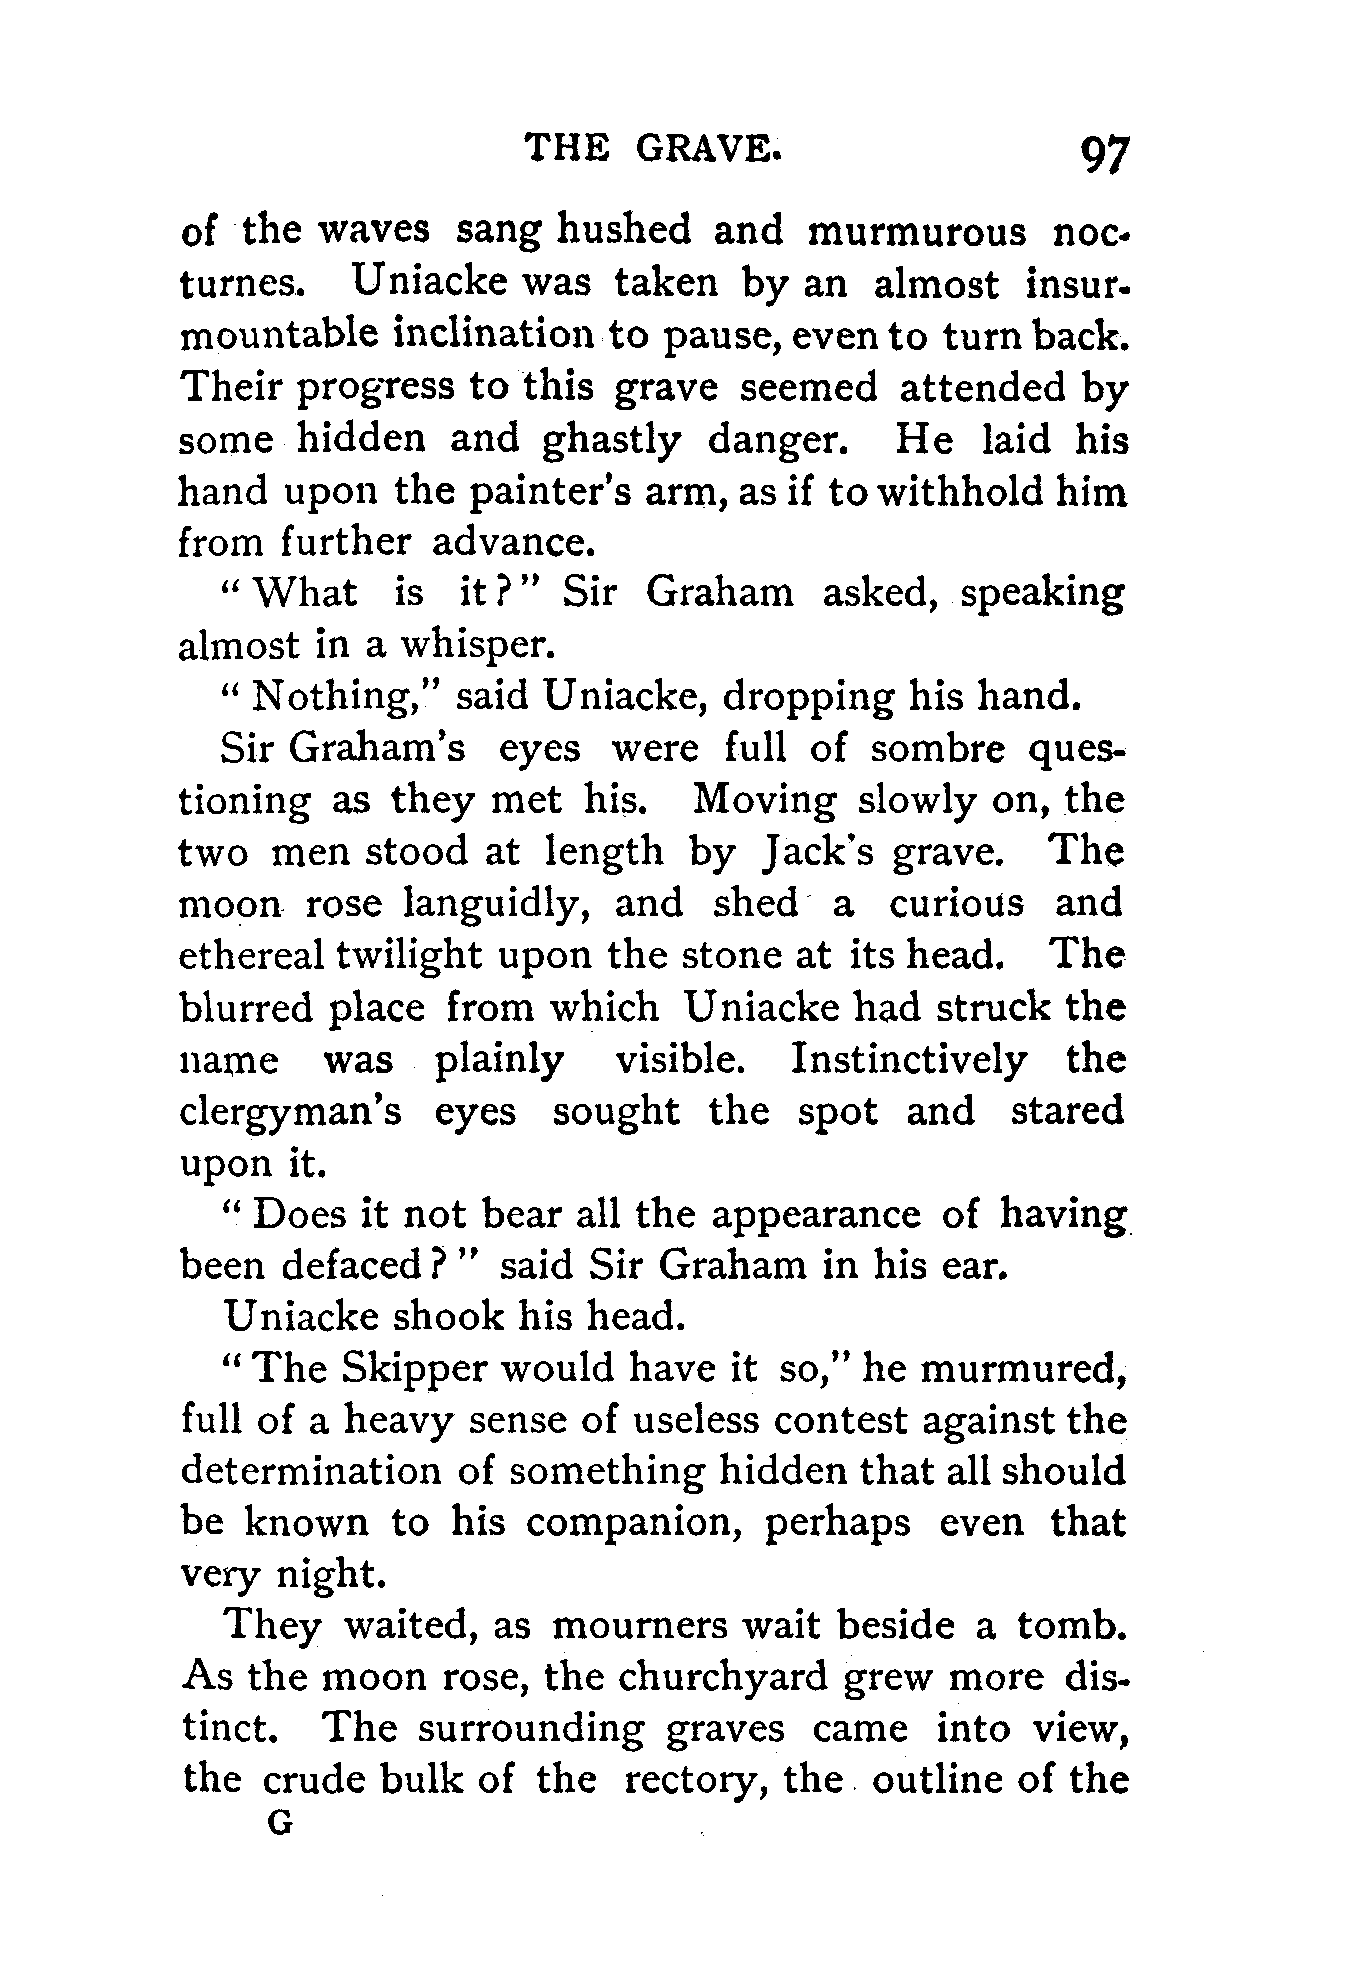 THE GRAVE. 97
of the waves sang hushed and murmurous noc-
turnes. Uniacke was taken by an almost insur-
mountable inclination to pause, even to turn back.
Their progress to this grave seemed attended by
some hidden and ghastly danger. He laid his
hand upon the painter's arm, as if to withhold him
from further advance.
" What is it ? " Sir Graham asked, speaking
almost in a whisper.
" Nothing," said Uniacke, dropping his hand.
Sir Graham's eyes were full of sombre ques-
tioning as they met his. Moving slowly on, the
two men stood at length by Jack's grave. The
moon rose languidly, and shed a curious and
ethereal twilight upon the stone at its head. The
blurred place from which Uniacke had struck the
name was plainly visible. Instinctively the
clergyman's eyes sought the spot and stared
upon it.
" Does it not bear all the appearance of having
been defaced ? " said Sir Graham in his ear.
Uniacke shook his head.
" The Skipper would have it so," he murmured,
full of a heavy sense of useless contest against the
determination of something hidden that all should
be known to his companion, perhaps even that
very night.
They waited, as mourners wait beside a tomb.
As the moon rose, the churchyard grew more dis-
tinct. The surrounding graves came into view,
the crude bulk of the rectory, the outline of the
G